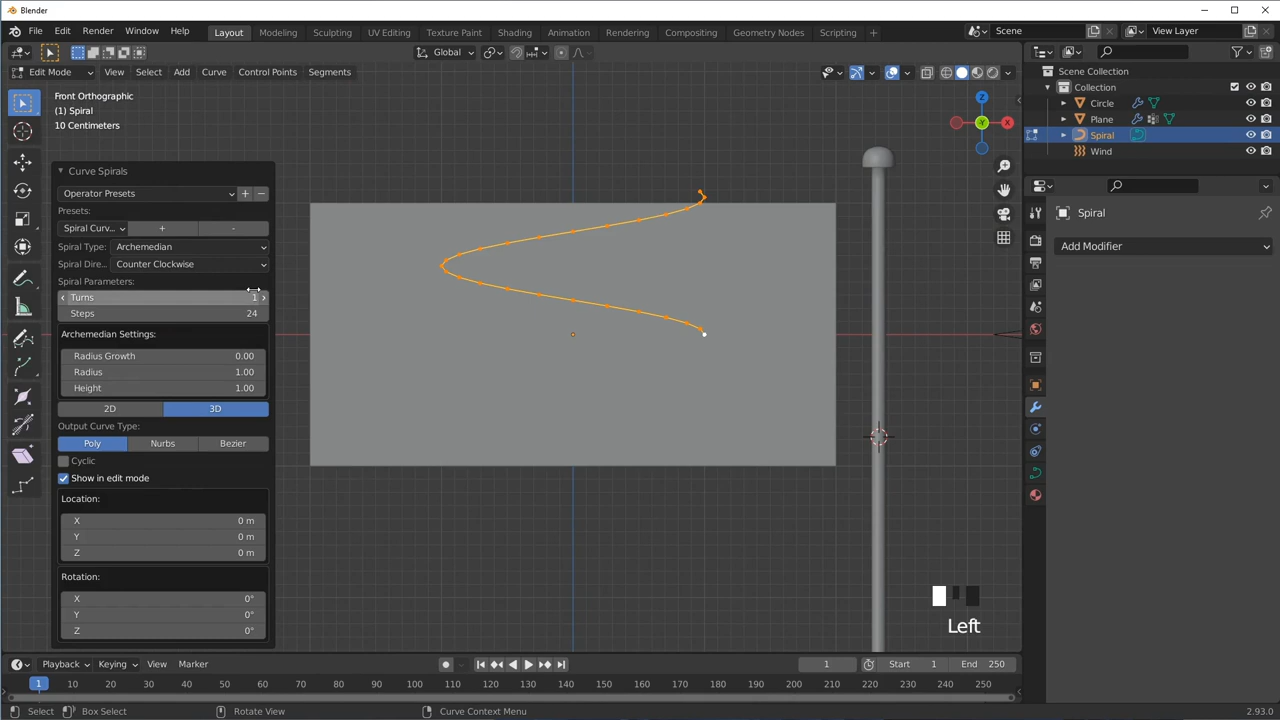 Blender
File Edit Render Window Help Layout Modeling Sculpting UV Editing Texture Paint Shading Animation Rendering Compositing Geometry Nodes Scripting + Scene View Layer
Global
Edit Mode View Select Add Curve Control Points Segments
Front Orthographic
(1) Spiral
10 Centimeters
Z
Y
X
Scene Collection
Collection
Circle
Plane
Spiral
Wind
Spiral
Add Modifier
Curve Spirals
Operator Presets + −
Presets:
Spiral Curv... + -
Spiral Type: Archemedian
Spiral Dire... Counter Clockwise
Spiral Parameters:
Turns 1
Steps 24
Archemedian Settings:
Radius Growth 0.00
Radius 1.00
Height 1.00
2D 3D
Output Curve Type:
Poly Nurbs Bezier
Cyclic
Show in edit mode
Location:
X 0 m
Y 0 m
Z 0 m
Rotation:
X 0°
Y 0°
Z 0°
Left
Playback Keying View Marker 1 Start 1 End 250
1 10 20 30 40 50 60 70 80 90 100 110 120 130 140 150 160 170 180 190 200 210 220 230 240 250
Select Box Select Rotate View Curve Context Menu 2.93.0